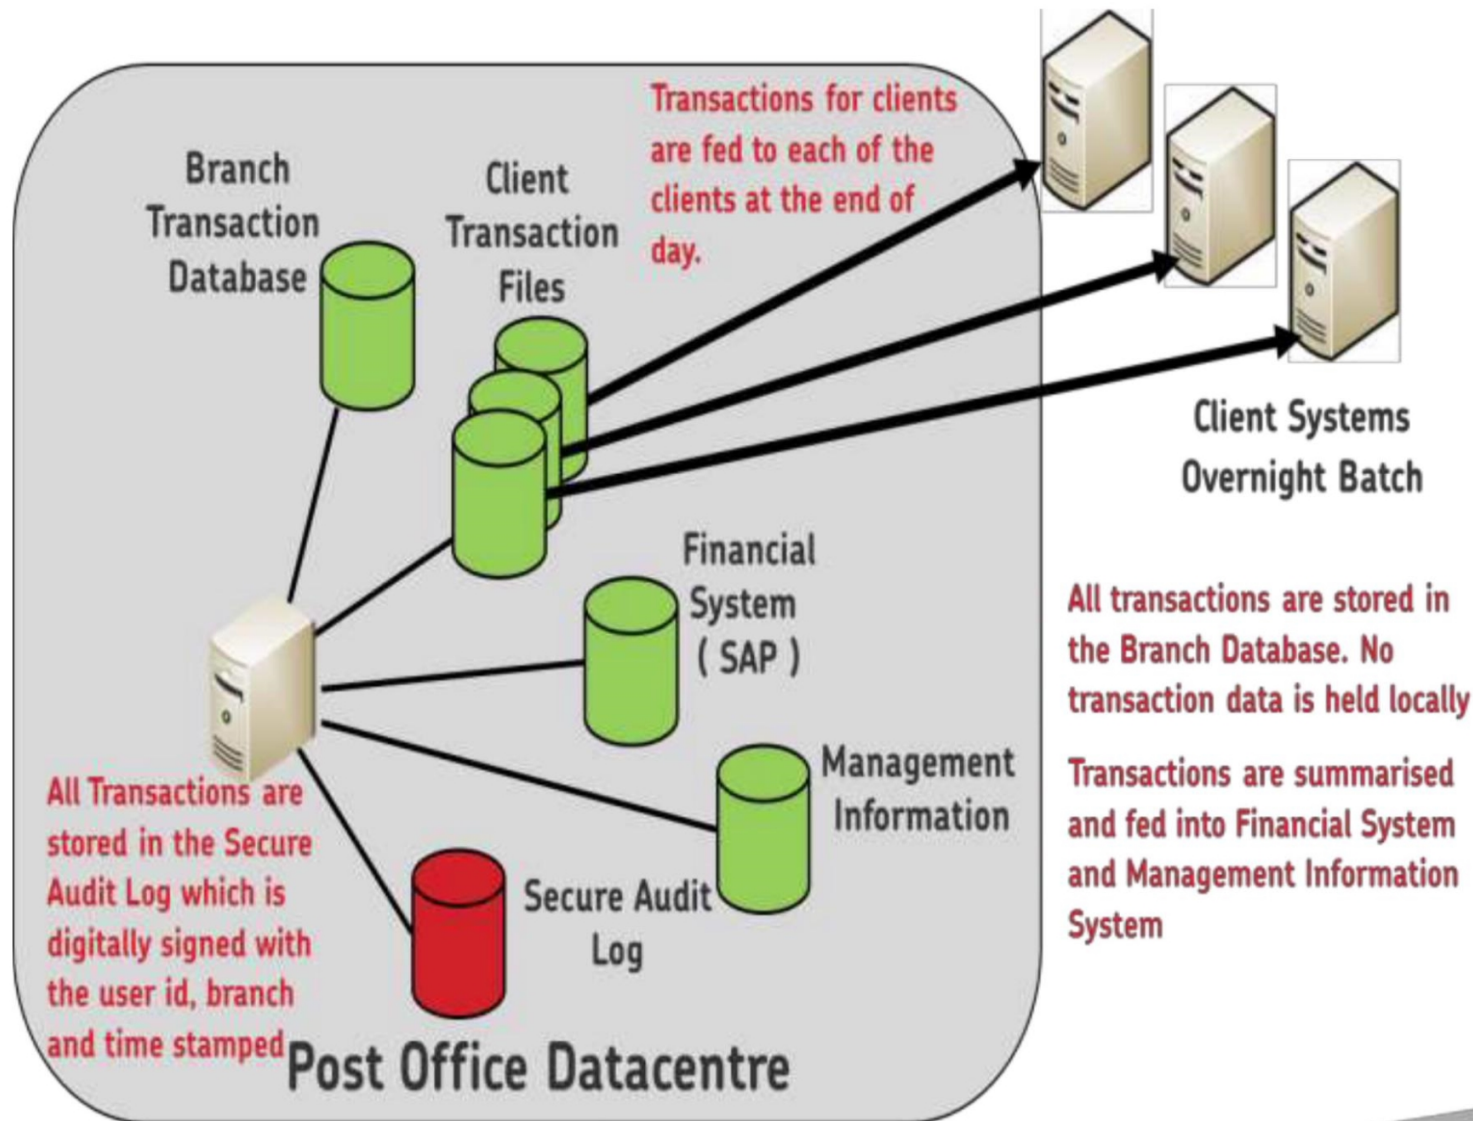 Transactions for clients
are fed to each of the
clients at the end of
day.
Branch
Transaction
Database
Client
Transaction
Files
Client Systems
Overnight Batch
Financial
System
( SAP )
Management
Information
Secure Audit
Log
All Transactions are
stored in the Secure
Audit Log which is
digitally signed with
the user id, branch
and time stamped
Post Office Datacentre
All transactions are stored in
the Branch Database. No
transaction data is held locally
Transactions are summarised
and fed into Financial System
and Management Information
System